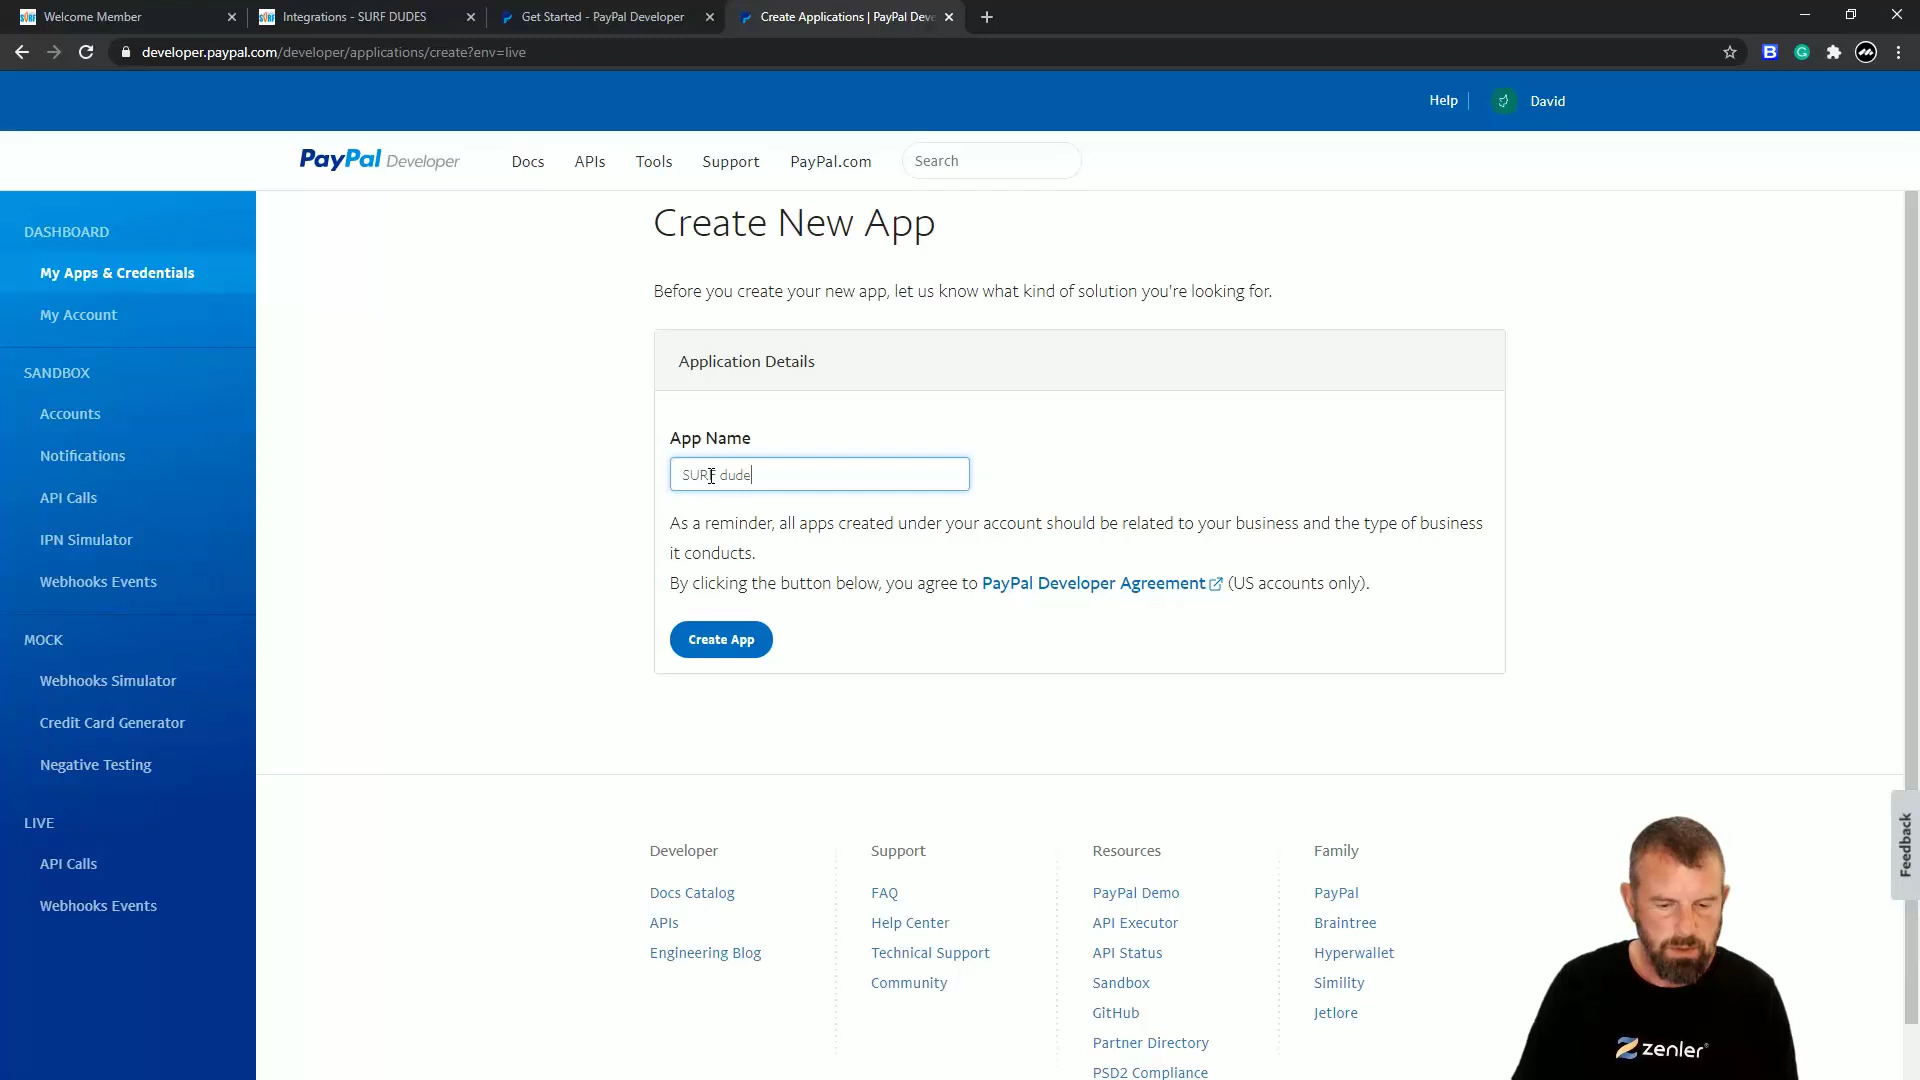 Welcome Member
Integrations - SURF DUDES
Get Started - PayPal Developer
Create Applications | PayPal Deve
developer.paypal.com/developer/applications/create?env=live
Help
David
PayPal Developer
Docs
APIs
Tools
Support
PayPal.com
Search
DASHBOARD
My Apps & Credentials
My Account
SANDBOX
Accounts
Notifications
API Calls
IPN Simulator
Webhooks Events
MOCK
Webhooks Simulator
Credit Card Generator
Negative Testing
LIVE
API Calls
Webhooks Events
Create New App
Before you create your new app, let us know what kind of solution you're looking for.
Application Details
App Name
SURF dude
As a reminder, all apps created under your account should be related to your business and the type of business
it conducts.
By clicking the button below, you agree to PayPal Developer Agreement (US accounts only).
Create App
Feedback
Developer
Docs Catalog
APIs
Engineering Blog
Support
FAQ
Help Center
Technical Support
Community
Resources
PayPal Demo
API Executor
API Status
Sandbox
GitHub
Partner Directory
PSD2 Compliance
Family
PayPal
Braintree
Hyperwallet
Simility
Jetlore
zenler